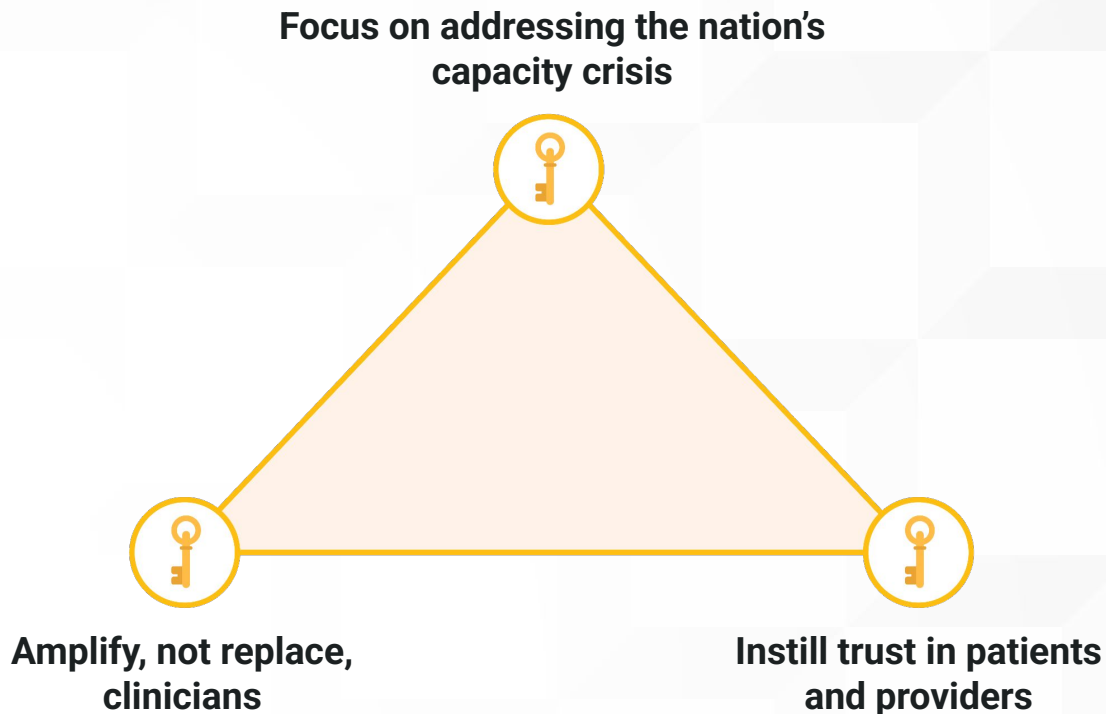 Focus on addressing the nation’s
capacity crisis
Amplify, not replace,
clinicians
Instill trust in patients
and providers